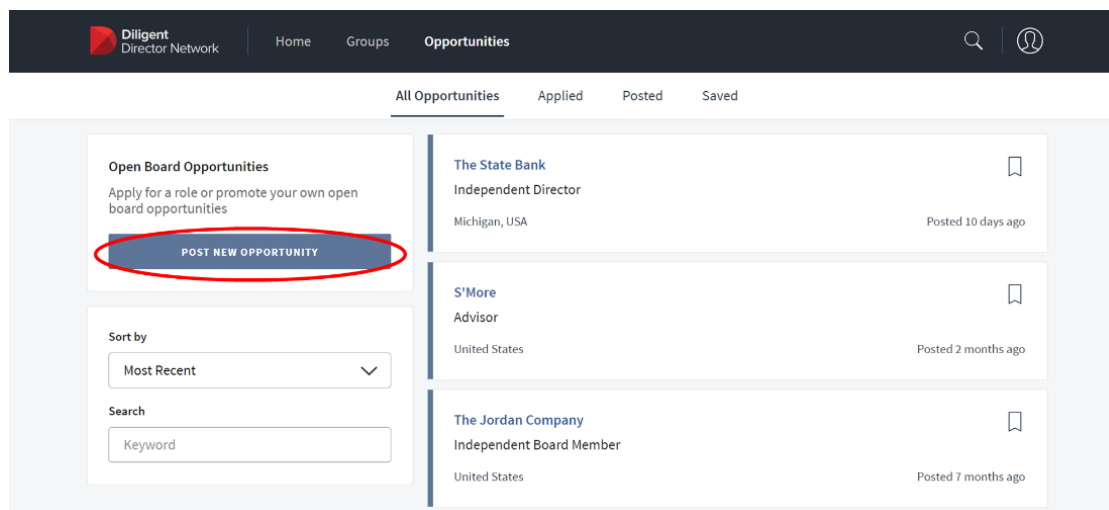 Diligent
Director Network
Home
Groups
Opportunities
All Opportunities
Applied
Posted
Saved
Open Board Opportunities
Apply for a role or promote your own open
board opportunities
POST NEW OPPORTUNITY
Sort by
Most Recent
Search
Keyword
The State Bank
Independent Director
Michigan, USA
Posted 10 days ago
S'More
Advisor
United States
Posted 2 months ago
The Jordan Company
Independent Board Member
United States
Posted 7 months ago